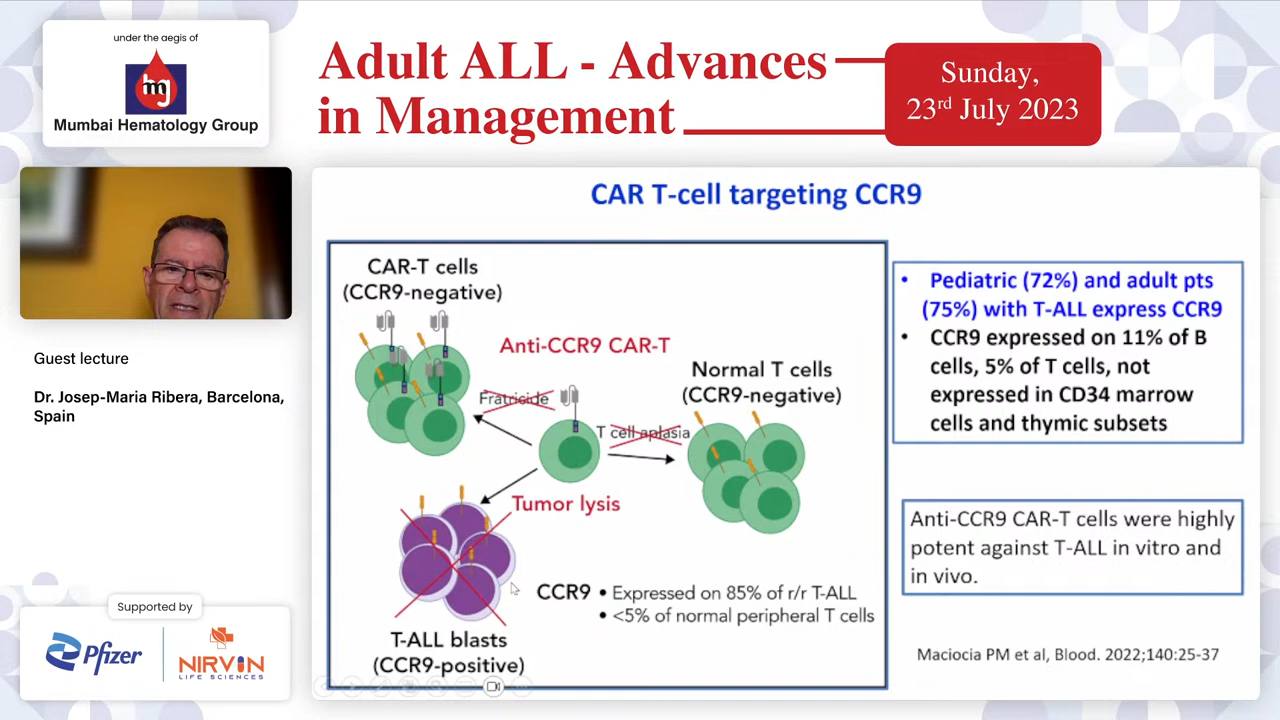 under the aegis of
Mumbai Hematology Group
Adult ALL - Advances
in Management
Sunday,
23rd July 2023
Guest lecture
Dr. Josep-Maria Ribera, Barcelona,
Spain
CAR T-cell targeting CCR9
CAR-T cells
(CCR9-negative)
Anti-CCR9 CAR-T
Normal T cells
(CCR9-negative)
Fratricide
T cell aplasia
Tumor lysis
CCR9 • Expressed on 85% of r/r T-ALL
• <5% of normal peripheral T cells
T-ALL blasts
(CCR9-positive)
• Pediatric (72%) and adult pts
(75%) with T-ALL express CCR9
• CCR9 expressed on 11% of B
cells, 5% of T cells, not
expressed in CD34 marrow
cells and thymic subsets
Anti-CCR9 CAR-T cells were highly
potent against T-ALL in vitro and
in vivo.
Maciocia PM et al, Blood. 2022;140:25-37
Supported by
Pfizer
NIRVIN
LIFE SCIENCES